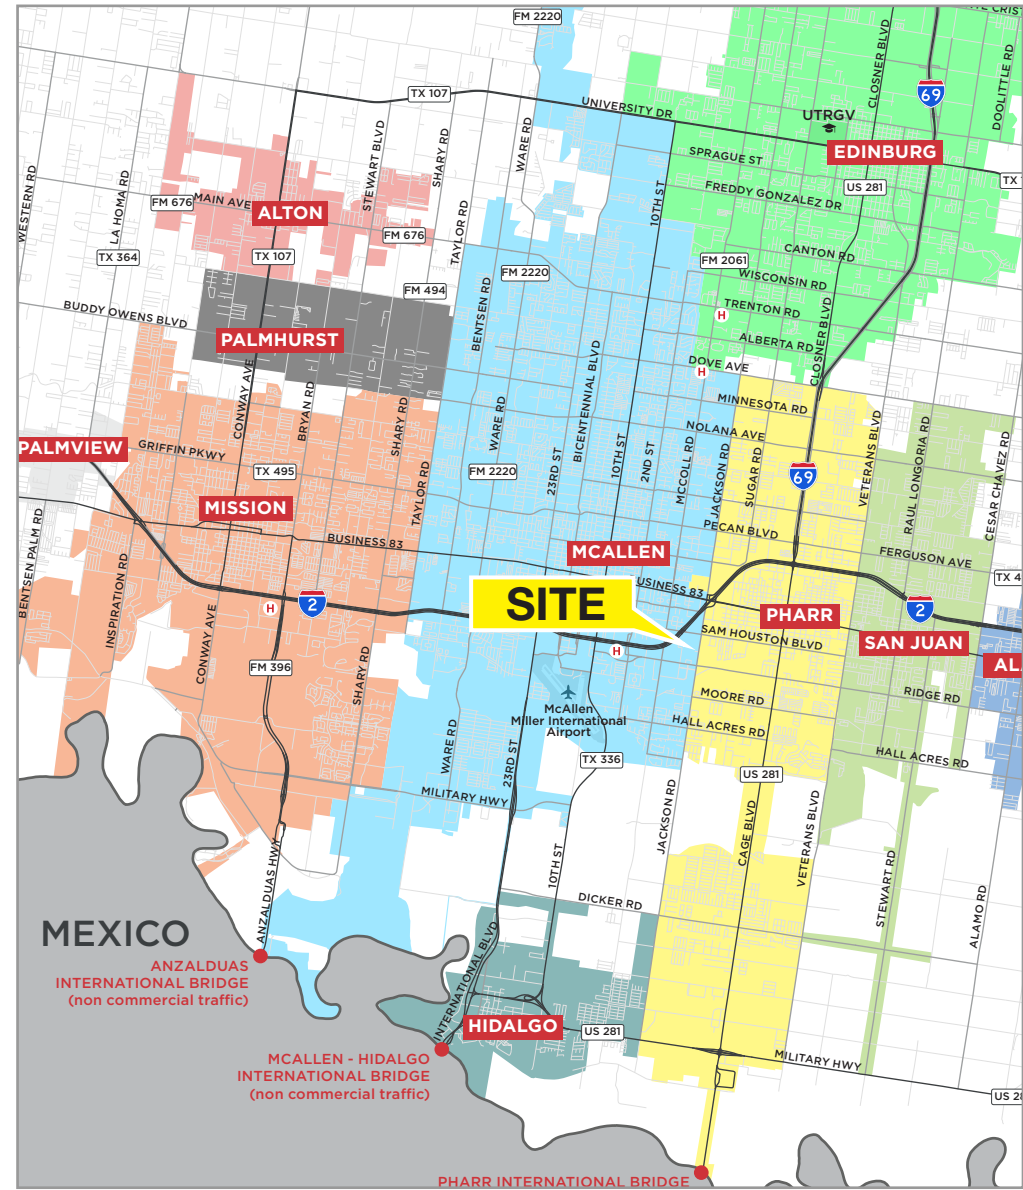 FM 2220
TE CRIST
TX 107
UNIVERSITY DR
CLOSNER BLVD
69
DOOLITTLE RD
UTRGV
EDINBURG
SPRAGUE ST
TX 1
WESTERN RD
LA HOMA RD
FM 676
MAIN AVE
ALTON
STEWART BLVD
SHARY RD
WARE RD
10TH ST
FREDDY GONZALEZ DR
US 281
TX 364
TX 107
FM 676
TAYLOR RD
FM 2220
CANTON RD
FM 2061
WISCONSIN RD
FM 494
BENTSEN RD
TRENTON RD
H
BUDDY OWENS BLVD
PALMHURST
ALBERTA RD
CLOSNER BLVD
DOVE AVE
H
CONWAY AVE
BRYAN RD
SHARY RD
WARE RD
BICENTENNIAL BLVD
MINNESOTA RD
NOLANA AVE
PALMVIEW
GRIFFIN PKWY
TX 495
TAYLOR RD
FM 2220
23RD ST
10TH ST
2ND ST
MCCOLL RD
JACKSON RD
SUGAR RD
69
VETERANS BLVD
RAUL LONGORIA RD
CESAR CHAVEZ RD
MISSION
PECAN BLVD
BUSINESS 83
MCALLEN
FERGUSON AVE
BENTSEN PALM RD
INSPIRATION RD
USINESS 83
TX 4
SITE
PHARR
H
2
2
CONWAY AVE
SAM HOUSTON BLVD
SAN JUAN
H
AL
FM 396
SHARY RD
McAllen
Miller International
Airport
MOORE RD
RIDGE RD
WARE RD
23RD ST
HALL ACRES RD
HALL ACRES RD
TX 336
US 281
MILITARY HWY
JACKSON RD
CAGE BLVD
VETERANS BLVD
ANZALDUAS HWY
10TH ST
STEWART RD
DICKER RD
ALAMO RD
MEXICO
INTERNATIONAL BLVD
ANZALDUAS
INTERNATIONAL BRIDGE
(non commercial traffic)
HIDALGO
US 281
MCALLEN - HIDALGO
INTERNATIONAL BRIDGE
(non commercial traffic)
MILITARY HWY
US 28
PHARR INTERNATIONAL BRIDGE